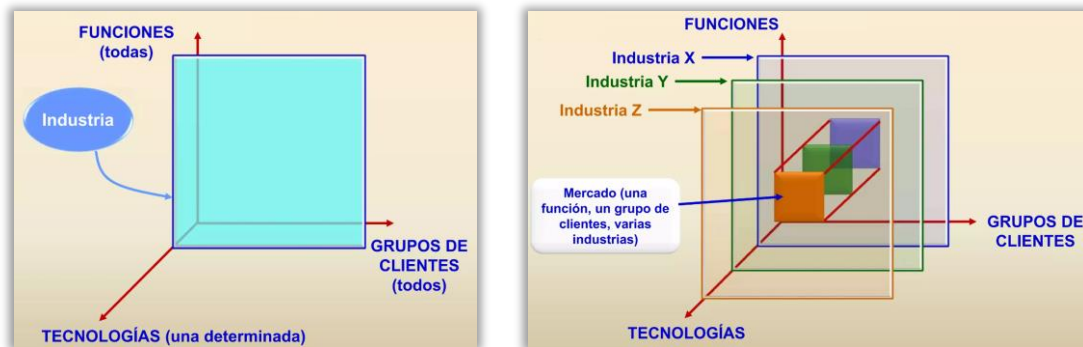 FUNCIONES
(todas)
Industria
GRUPOS DE
CLIENTES
(todos)
TECNOLOGÍAS (una determinada)
FUNCIONES
Industria X
Industria Y
Industria Z
Mercado (una
función, un grupo de
clientes, varias
industrias)
GRUPOS DE
CLIENTES
TECNOLOGÍAS